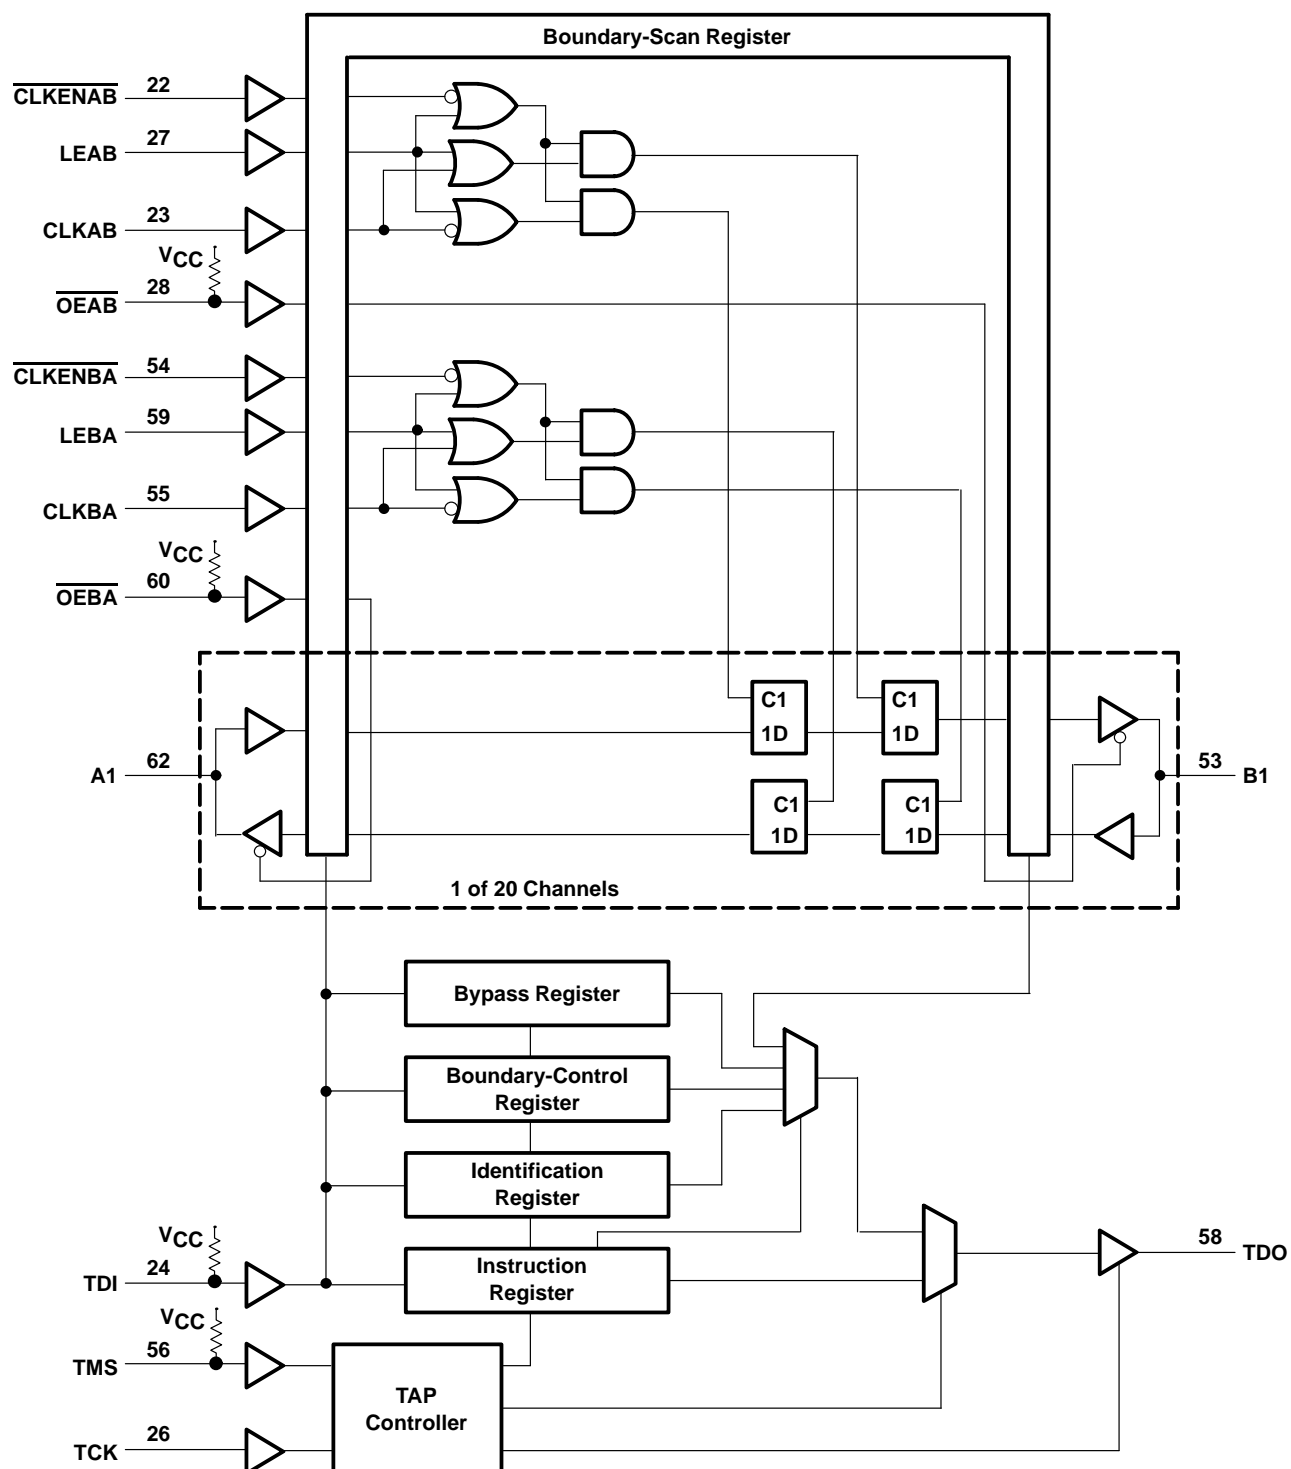 Boundary-Scan Register
CLKENAB 22
LEAB 27
CLKAB 23
VCC
OEAB 28
CLKENBA 54
LEBA 59
CLKBA 55
VCC
OEBA 60
C1
1D
C1
1D
A1 62
53 B1
C1
1D
C1
1D
1 of 20 Channels
Bypass Register
Boundary-Control
Register
Identification
Register
VCC
TDI 24
Instruction
Register
58 TDO
VCC
TMS 56
TAP
Controller
TCK 26